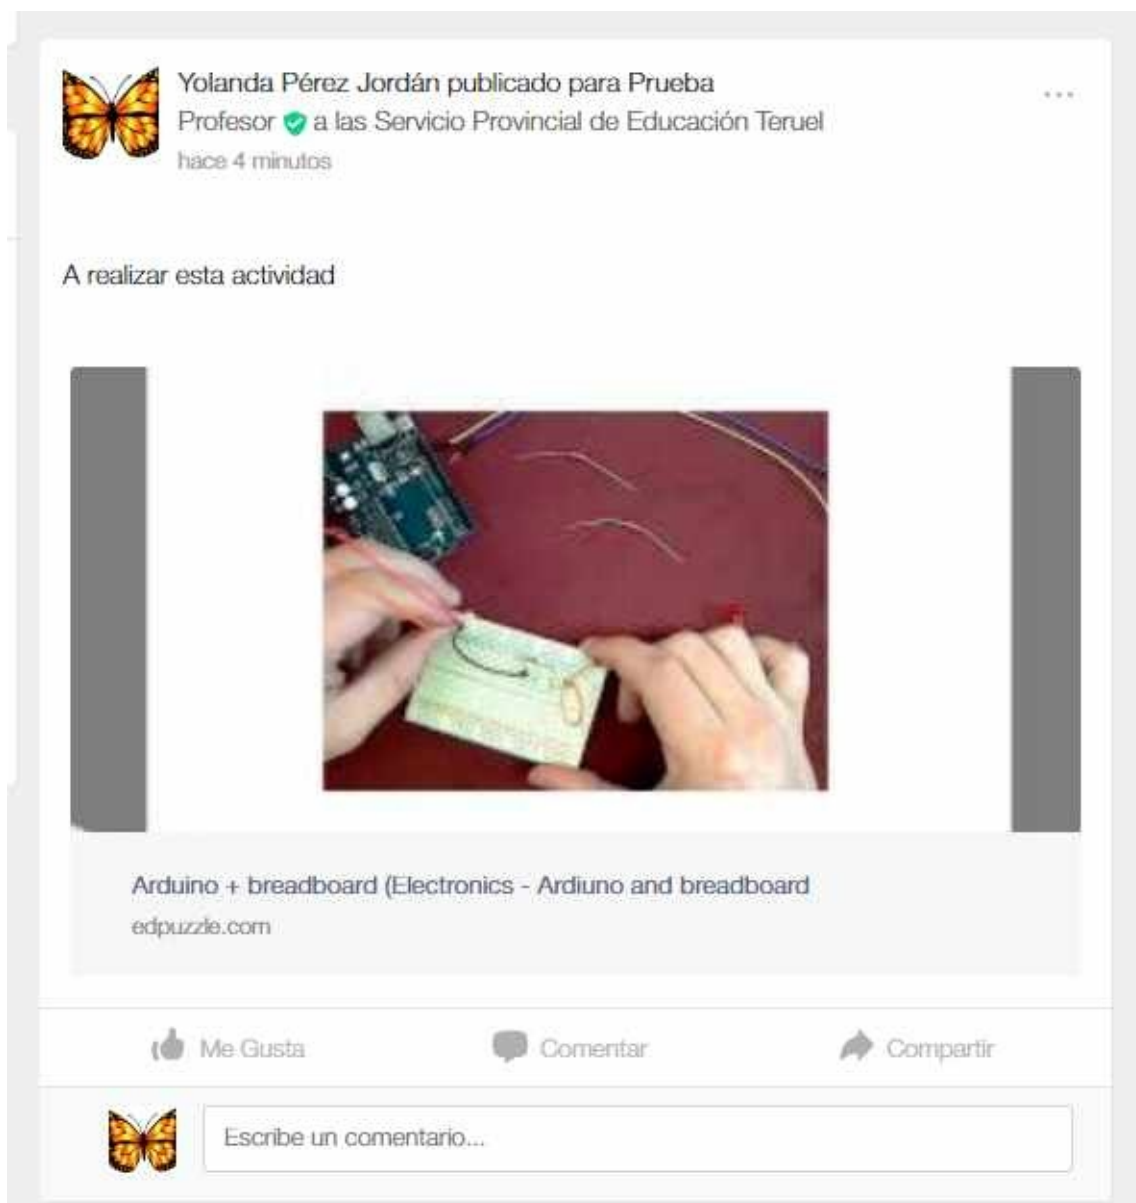 Yolanda Pérez Jordán publicado para Prueba
Profesor a las Servicio Provincial de Educación Teruel
hace 4 minutos
A realizar esta actividad
Arduino + breadboard (Electronics - Ardiuno and breadboard
edpuzzle.com
Me Gusta
Comentar
Compartir
Escribe un comentario...